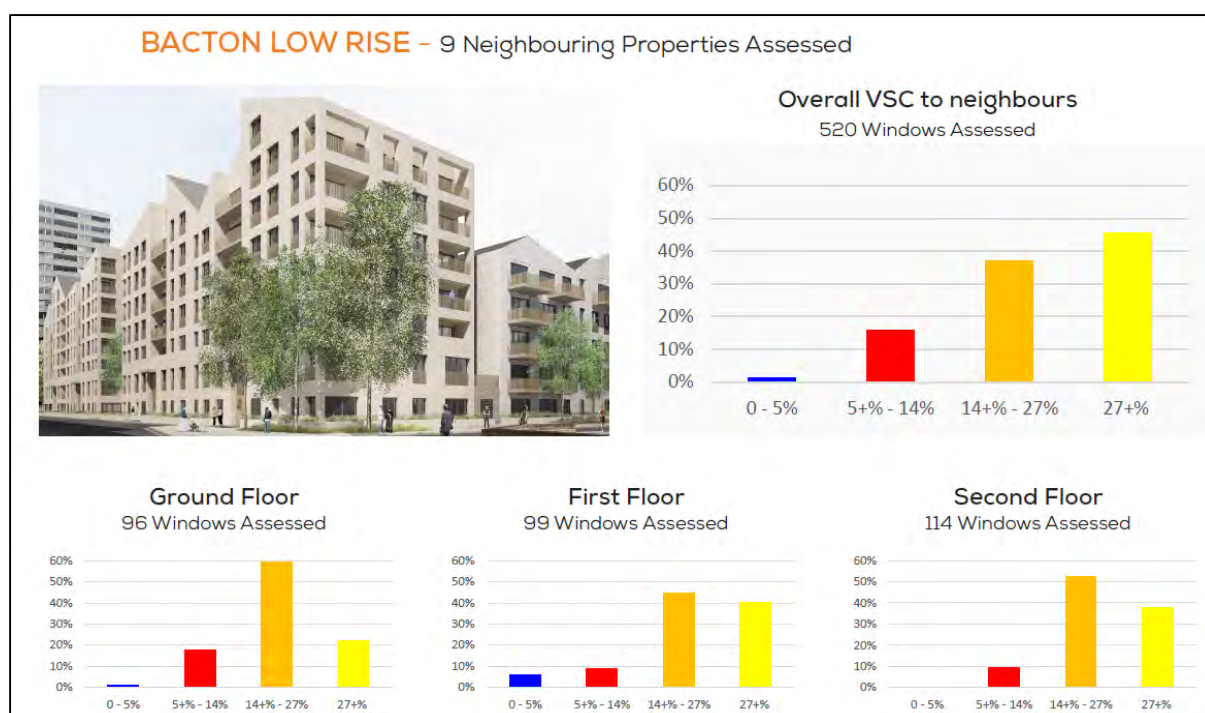 BACTON LOW RISE - 9 Neighbouring Properties Assessed
Overall VSC to neighbours
520 Windows Assessed
60%
50%
40%
30%
20%
10%
0%
0 - 5% 5+% - 14% 14+% - 27% 27+%
Ground Floor
96 Windows Assessed
60%
50%
40%
30%
20%
10%
0%
0 - 5% 5+% - 14% 14+% - 27% 27+%
First Floor
99 Windows Assessed
60%
50%
40%
30%
20%
10%
0%
0 - 5% 5+% - 14% 14+% - 27% 27+%
Second Floor
114 Windows Assessed
60%
50%
40%
30%
20%
10%
0%
0 - 5% 5+% - 14% 14+% - 27% 27+%